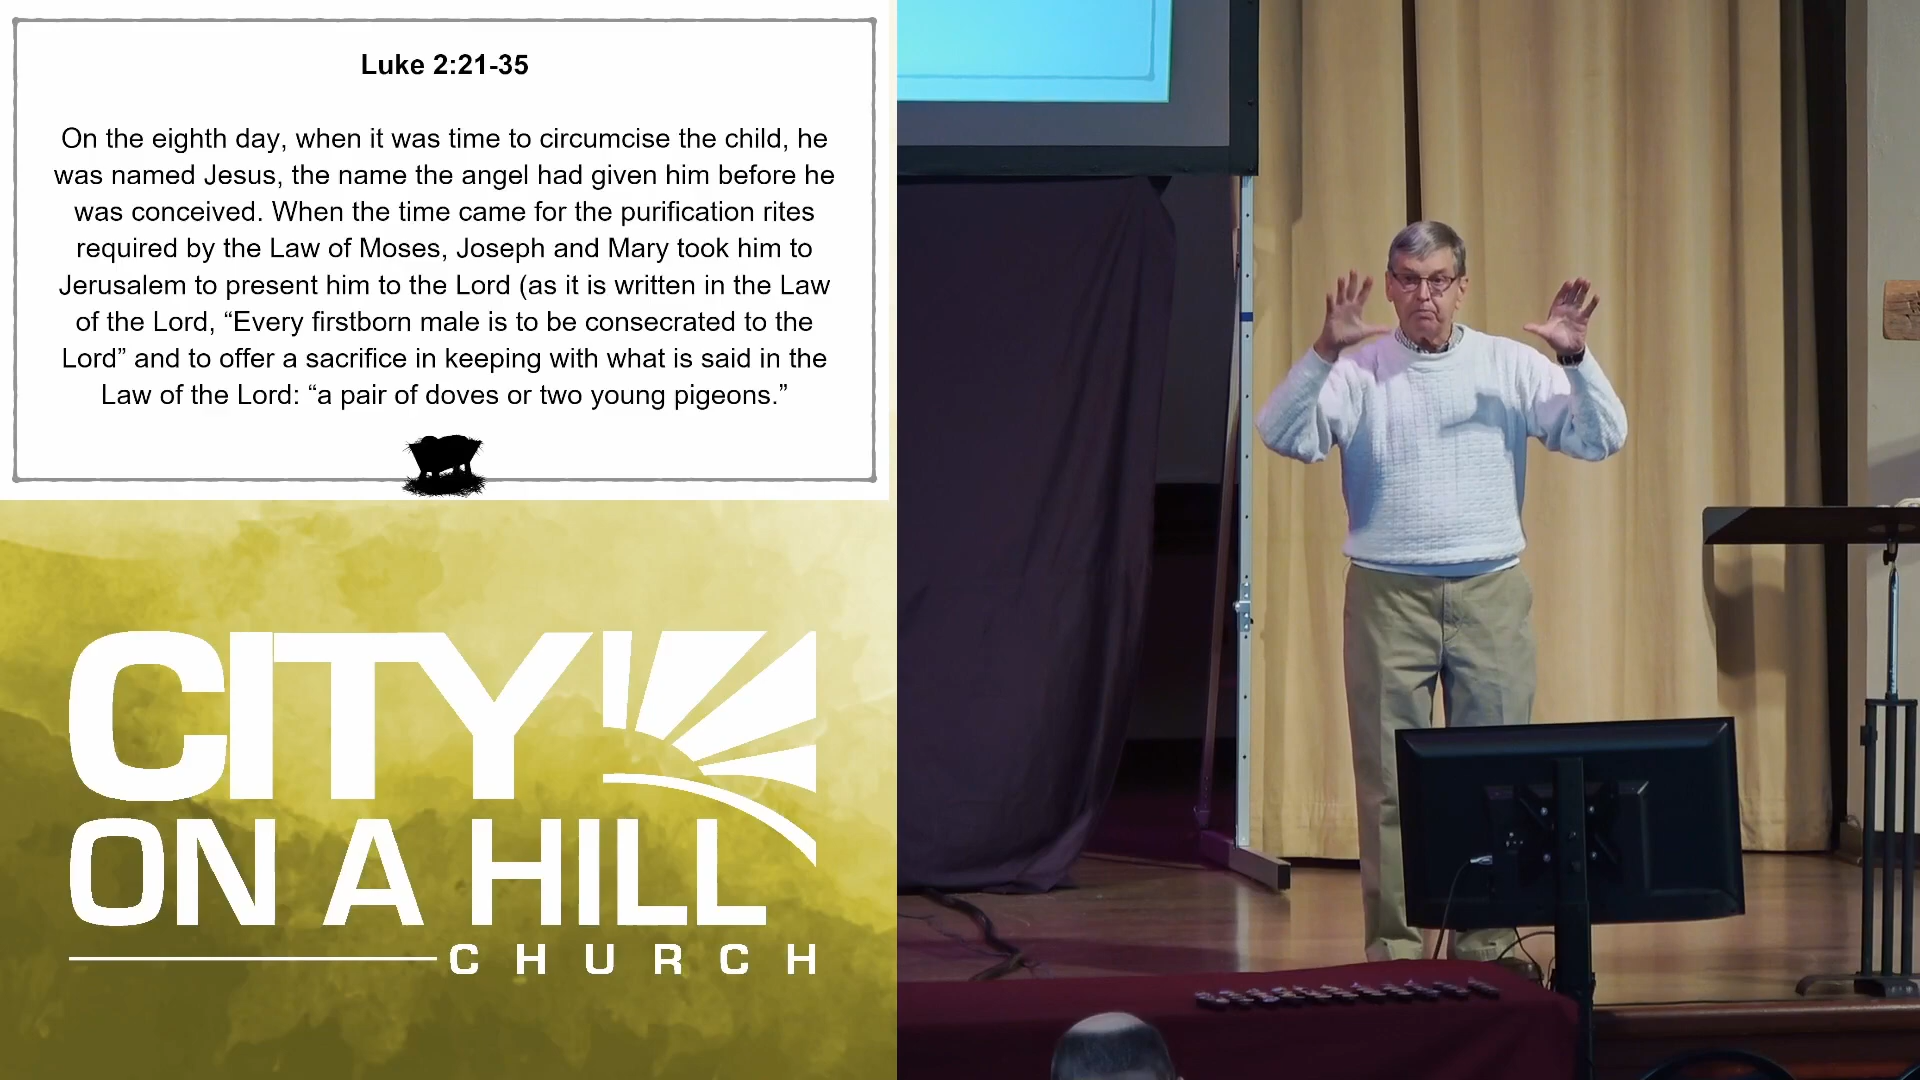 Luke 2:21-35
On the eighth day, when it was time to circumcise the child, he
was named Jesus, the name the angel had given him before he
was conceived. When the time came for the purification rites
required by the Law of Moses, Joseph and Mary took him to
Jerusalem to present him to the Lord (as it is written in the Law
of the Lord, “Every firstborn male is to be consecrated to the
Lord” and to offer a sacrifice in keeping with what is said in the
Law of the Lord: “a pair of doves or two young pigeons.”
CITY
ON A HILL
CHURCH